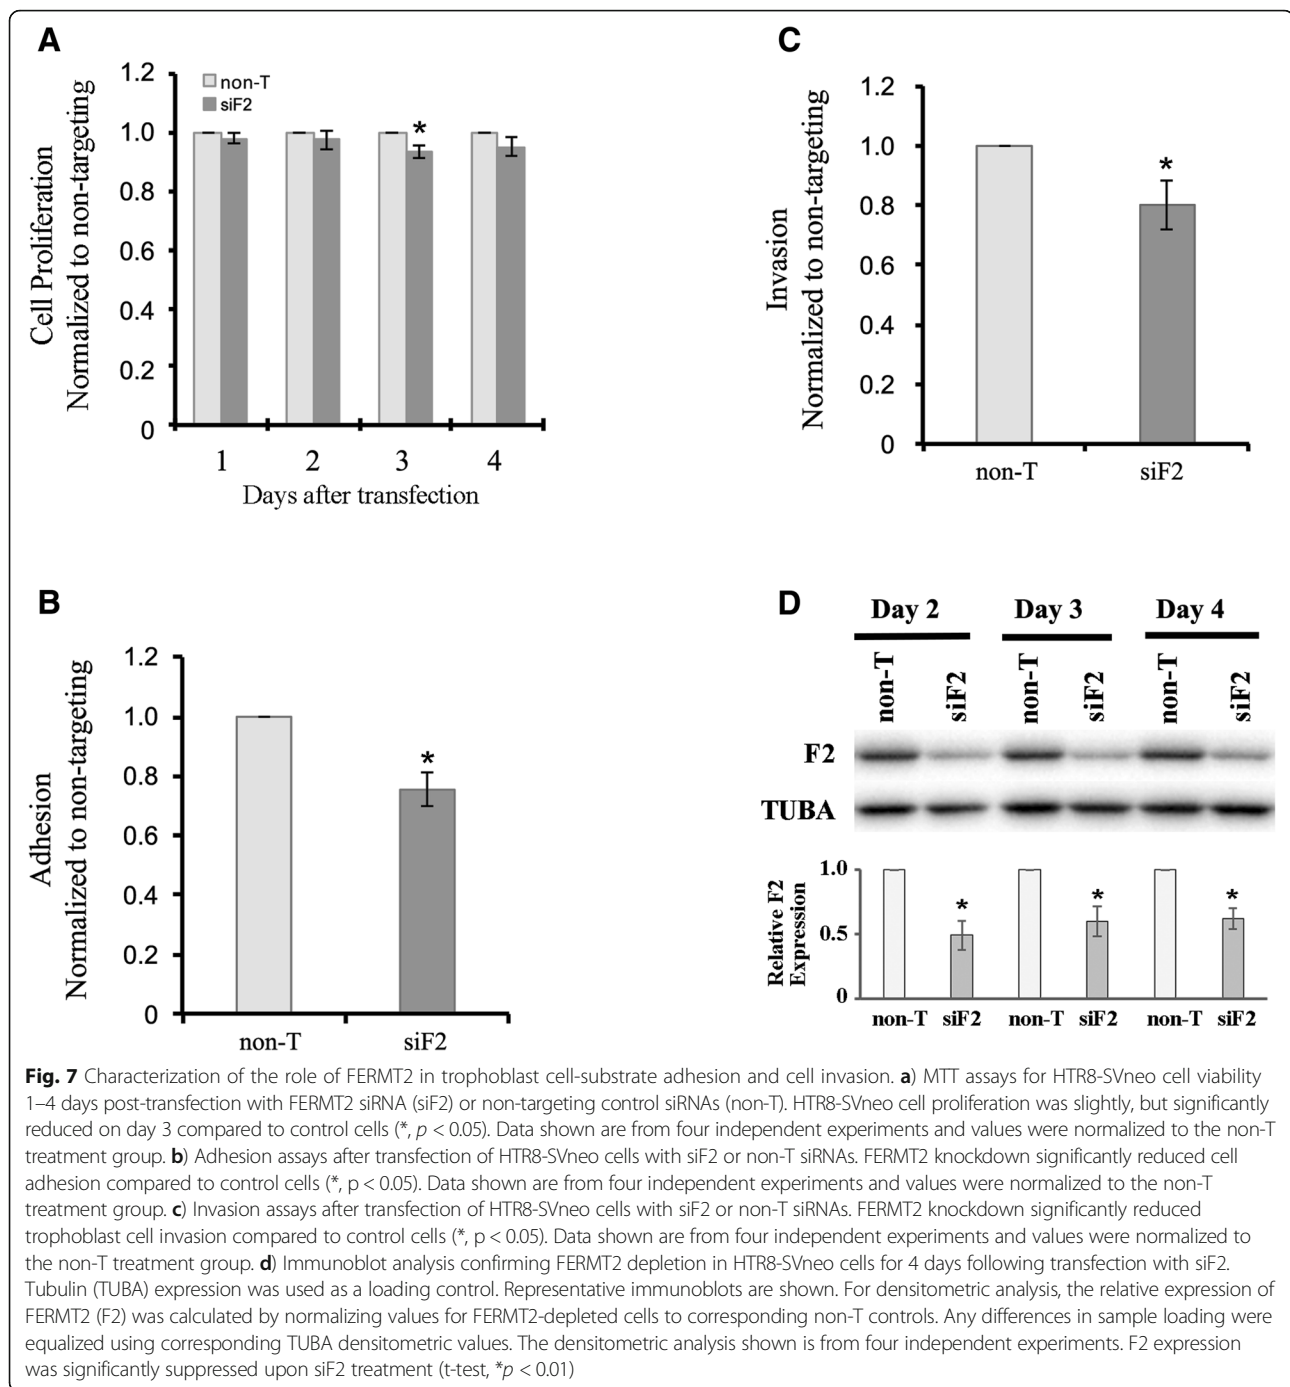 A
1.2
1.0
0.8
0.6
0.4
0.2
0
Cell Proliferation
Normalized to non-targeting
non-T
siF2
*
1 2 3 4
Days after transfection
C
1.2
1.0
0.8
0.6
0.4
0.2
0
Invasion
Normalized to non-targeting
*
non-T siF2
B
1.2
1.0
0.8
0.6
0.4
0.2
0
Adhesion
Normalized to non-targeting
*
non-T siF2
D
Day 2 Day 3 Day 4
non-T siF2 non-T siF2 non-T siF2
F2
TUBA
1.0
0.5
0
Relative F2
Expression
* * *
non-T siF2 non-T siF2 non-T siF2
Fig. 7 Characterization of the role of FERMT2 in trophoblast cell-substrate adhesion and cell invasion. a) MTT assays for HTR8-SVneo cell viability
1–4 days post-transfection with FERMT2 siRNA (siF2) or non-targeting control siRNAs (non-T). HTR8-SVneo cell proliferation was slightly, but significantly
reduced on day 3 compared to control cells (*, p < 0.05). Data shown are from four independent experiments and values were normalized to the non-T
treatment group. b) Adhesion assays after transfection of HTR8-SVneo cells with siF2 or non-T siRNAs. FERMT2 knockdown significantly reduced cell
adhesion compared to control cells (*, p < 0.05). Data shown are from four independent experiments and values were normalized to the non-T
treatment group. c) Invasion assays after transfection of HTR8-SVneo cells with siF2 or non-T siRNAs. FERMT2 knockdown significantly reduced
trophoblast cell invasion compared to control cells (*, p < 0.05). Data shown are from four independent experiments and values were normalized to
the non-T treatment group. d) Immunoblot analysis confirming FERMT2 depletion in HTR8-SVneo cells for 4 days following transfection with siF2.
Tubulin (TUBA) expression was used as a loading control. Representative immunoblots are shown. For densitometric analysis, the relative expression of
FERMT2 (F2) was calculated by normalizing values for FERMT2-depleted cells to corresponding non-T controls. Any differences in sample loading were
equalized using corresponding TUBA densitometric values. The densitometric analysis shown is from four independent experiments. F2 expression
was significantly suppressed upon siF2 treatment (t-test, *p < 0.01)